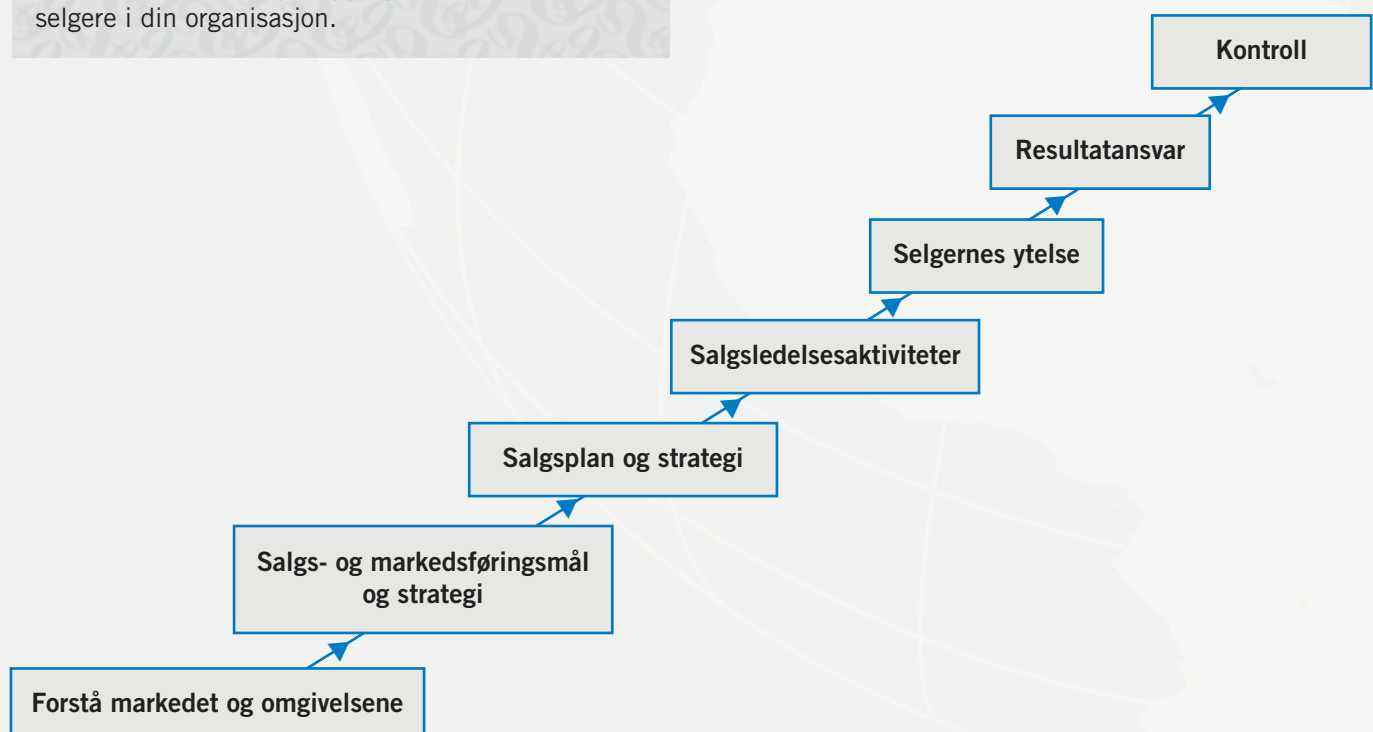 selgere i din organisasjon.
Kontroll
Resultatansvar
Selgernes ytelse
Salgsledelsesaktiviteter
Salgsplan og strategi
Salgs- og markedsføringsmål
og strategi
Forstå markedet og omgivelsene